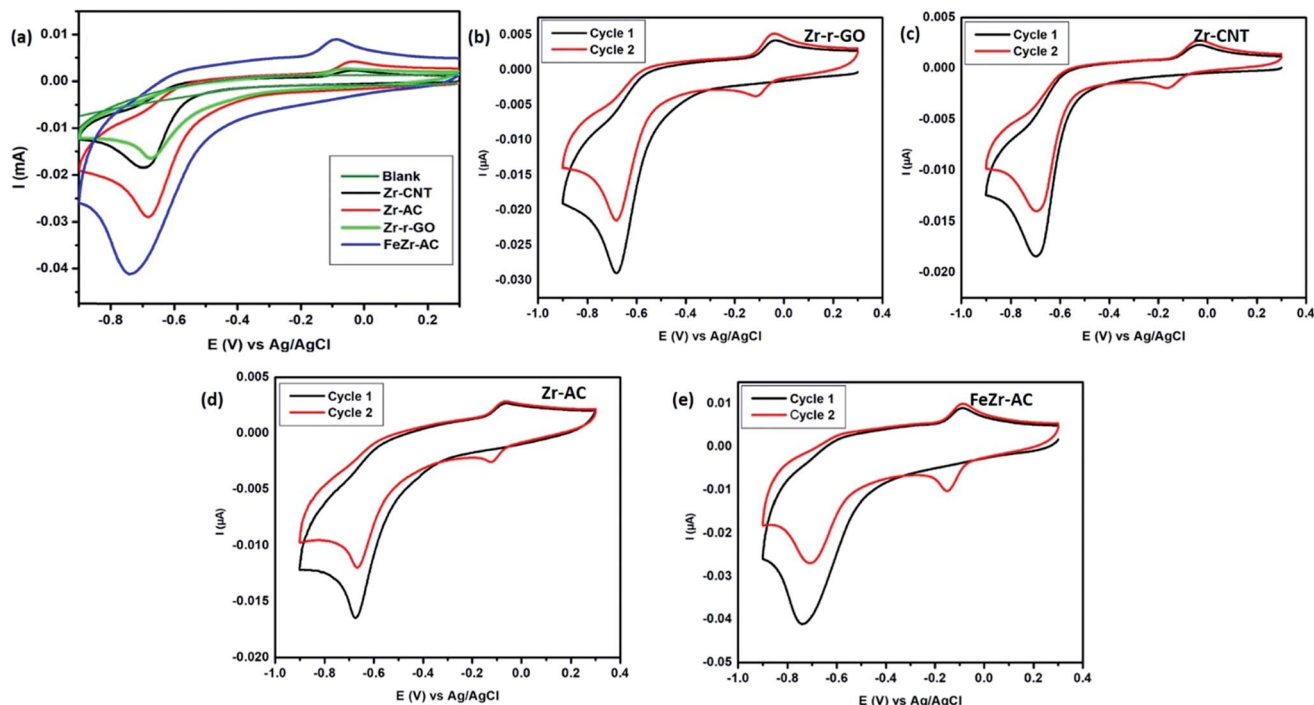 (a)
0.01
0.00
-0.01
-0.02
-0.03
-0.04
I (mA)
Blank
Zr-CNT
Zr-AC
Zr-r-GO
FeZr-AC
-0.8 -0.6 -0.4 -0.2 0.0 0.2
E (V) vs Ag/AgCl
(b)
Zr-r-GO
Cycle 1
Cycle 2
0.005
0.000
-0.005
-0.010
-0.015
-0.020
-0.025
-0.030
I (µA)
-1.0 -0.8 -0.6 -0.4 -0.2 0.0 0.2 0.4
E (V) vs Ag/AgCl
(c)
Zr-CNT
Cycle 1
Cycle 2
0.005
0.000
-0.005
-0.010
-0.015
-0.020
I (µA)
-1.0 -0.8 -0.6 -0.4 -0.2 0.0 0.2 0.4
E (V) vs Ag/AgCl
(d)
Zr-AC
Cycle 1
Cycle 2
0.005
0.000
-0.005
-0.010
-0.015
-0.020
I (µA)
-1.0 -0.8 -0.6 -0.4 -0.2 0.0 0.2 0.4
E (V) vs Ag/AgCl
(e)
FeZr-AC
Cycle 1
Cycle 2
0.01
0.00
-0.01
-0.02
-0.03
-0.04
-0.05
I (µA)
-1.0 -0.8 -0.6 -0.4 -0.2 0.0 0.2 0.4
E (V) vs Ag/AgCl